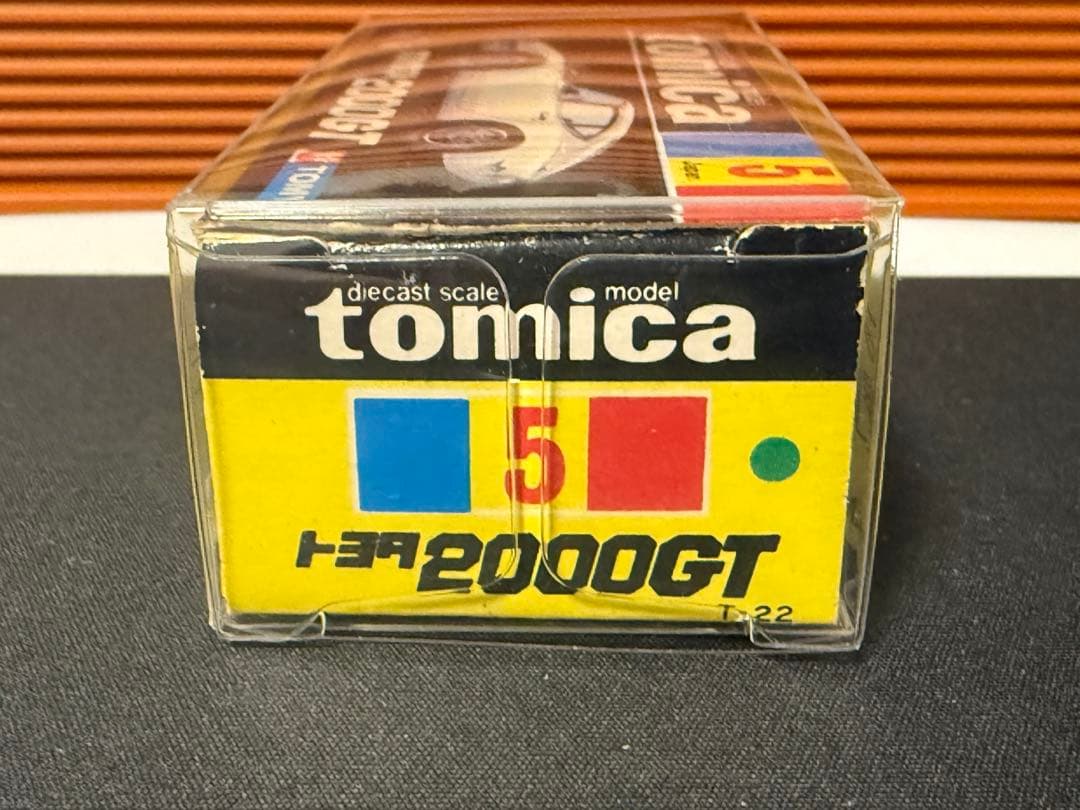 tomica
5
Japan
2000GT
TOMY
diecast scale model
tomica
5
トヨタ2000GT
T-22